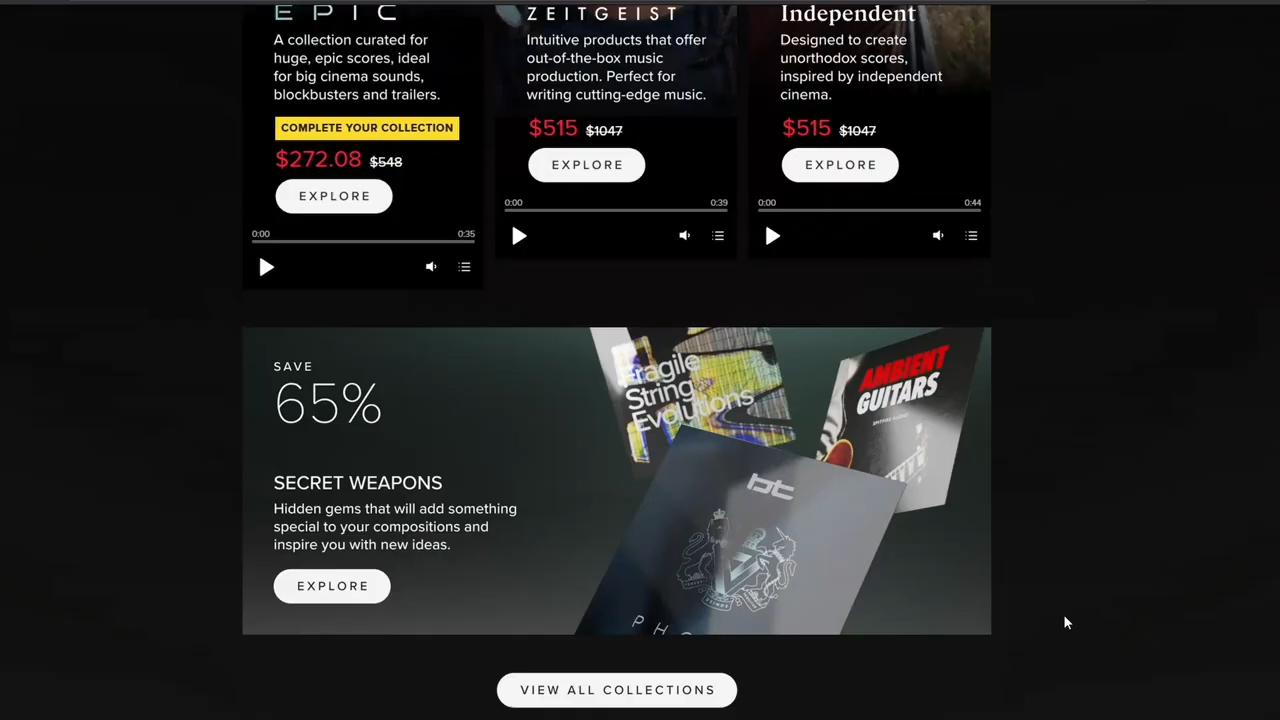 EPIC
A collection curated for
huge, epic scores, ideal
for big cinema sounds,
blockbusters and trailers.
COMPLETE YOUR COLLECTION
$272.08 $548
EXPLORE
0:00 0:35
ZEITGEIST
Intuitive products that offer
out-of-the-box music
production. Perfect for
writing cutting-edge music.
$515 $1047
EXPLORE
0:00 0:39
Independent
Designed to create
unorthodox scores,
inspired by independent
cinema.
$515 $1047
EXPLORE
0:00 0:44
SAVE
65%
SECRET WEAPONS
Hidden gems that will add something
special to your compositions and
inspire you with new ideas.
EXPLORE
Fragile
String
Evolutions
AMBIENT
GUITARS
bt
VIEW ALL COLLECTIONS